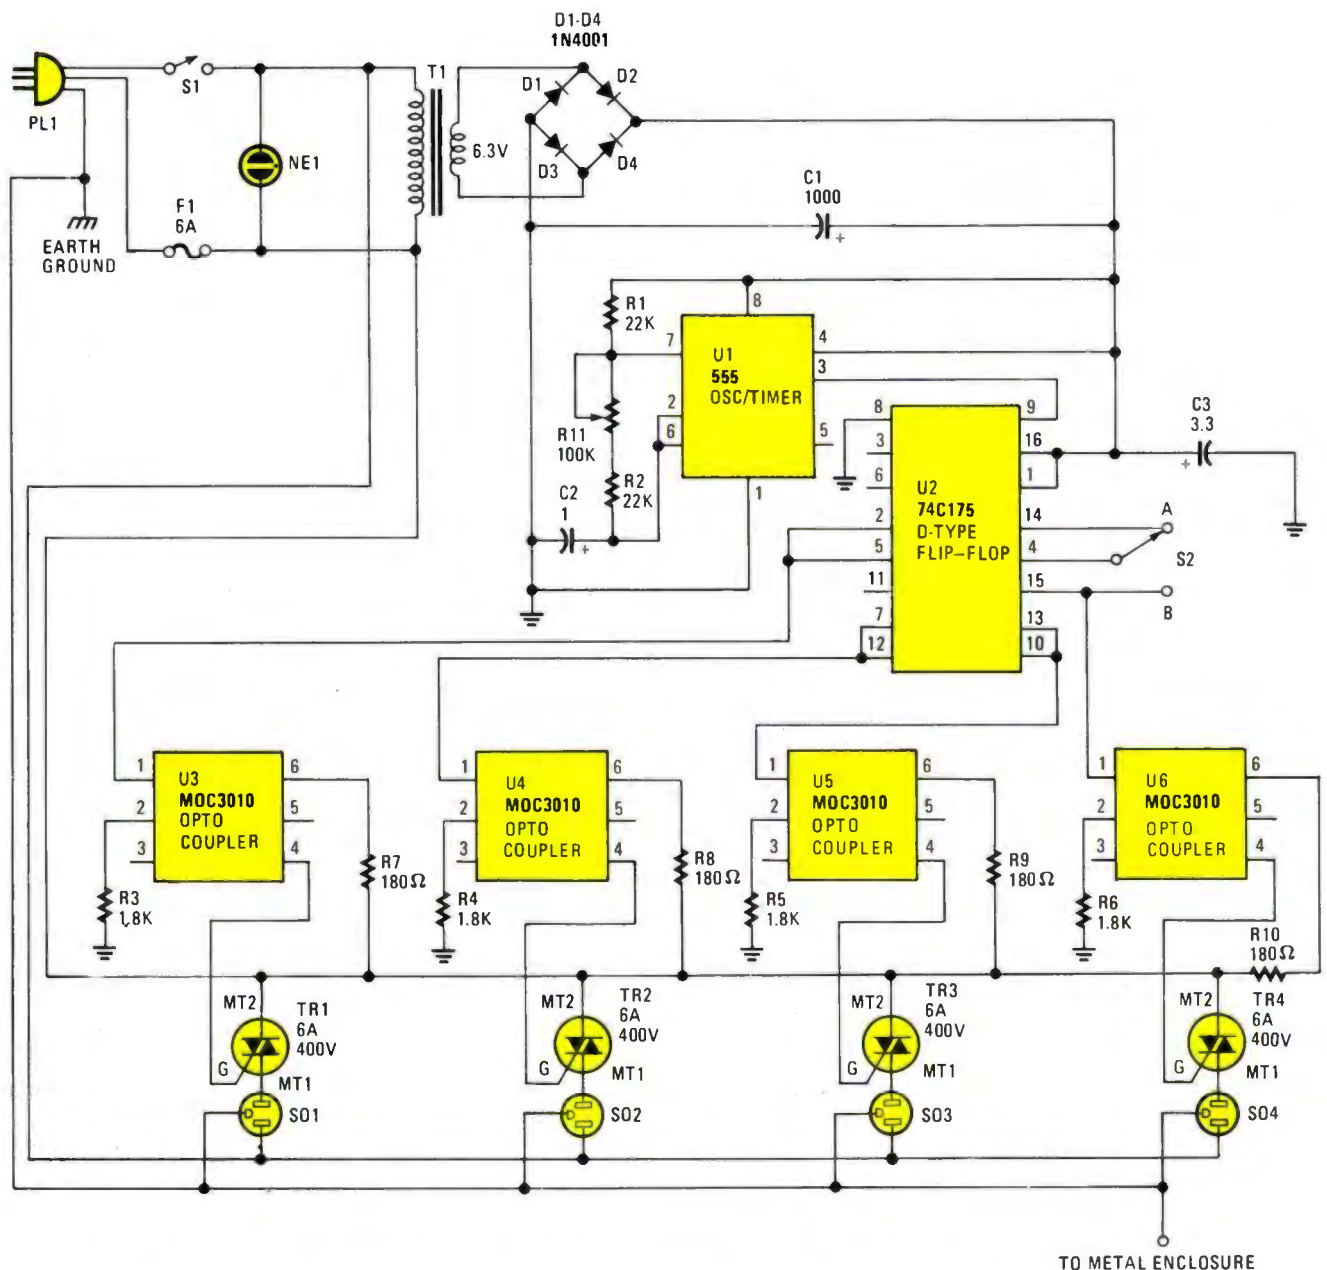 D1-D4
1N4001
PL1
S1
NE1
T1
6.3V
D1
D2
D3
D4
EARTH
GROUND
F1
6A
C1
1000
+
R1
22K
R11
100K
R2
22K
C2
1
+
8
7
2
6
4
3
5
1
U1
555
OSC/TIMER
8
3
6
2
5
11
7
12
9
16
1
14
4
15
13
10
U2
74C175
D-TYPE
FLIP-FLOP
C3
3.3
+
A
S2
B
1
2
3
6
5
4
U3
MOC3010
OPTO
COUPLER
R3
1.8K
R7
180Ω
1
2
3
6
5
4
U4
MOC3010
OPTO
COUPLER
R4
1.8K
R8
180Ω
1
2
3
6
5
4
U5
MOC3010
OPTO
COUPLER
R5
1.8K
R9
180Ω
1
2
3
6
5
4
U6
MOC3010
OPTO
COUPLER
R6
1.8K
R10
180Ω
MT2
TR1
6A
400V
G
MT1
SO1
MT2
TR2
6A
400V
G
MT1
SO2
MT2
TR3
6A
400V
G
MT1
SO3
MT2
TR4
6A
400V
G
MT1
SO4
TO METAL ENCLOSURE